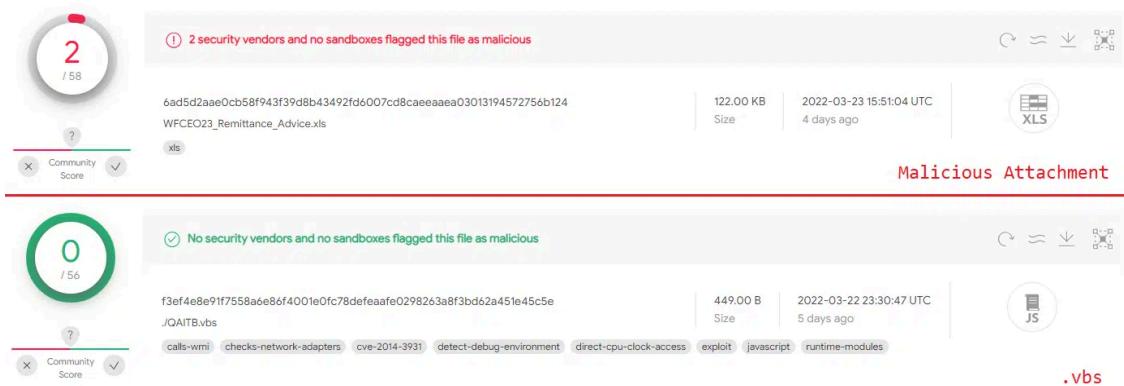 2
/ 58
?
Community
Score
2 security vendors and no sandboxes flagged this file as malicious
6ad5d2aae0cb58f943f39d8b43492fd6007cd8caeeaaea03013194572756b124
WFCEO23_Remittance_Advice.xls
xls
122.00 KB
Size
2022-03-23 15:51:04 UTC
4 days ago
XLS
Malicious Attachment
0
/ 56
?
Community
Score
No security vendors and no sandboxes flagged this file as malicious
f3ef4e8e91f7558a6e86f4001e0fc78defeaafe0298263a8f3bd62a451e45c5e
./QAITB.vbs
calls-wmi checks-network-adapters cve-2014-3931 detect-debug-environment direct-cpu-clock-access exploit javascript runtime-modules
449.00 B
Size
2022-03-22 23:30:47 UTC
5 days ago
JS
.vbs